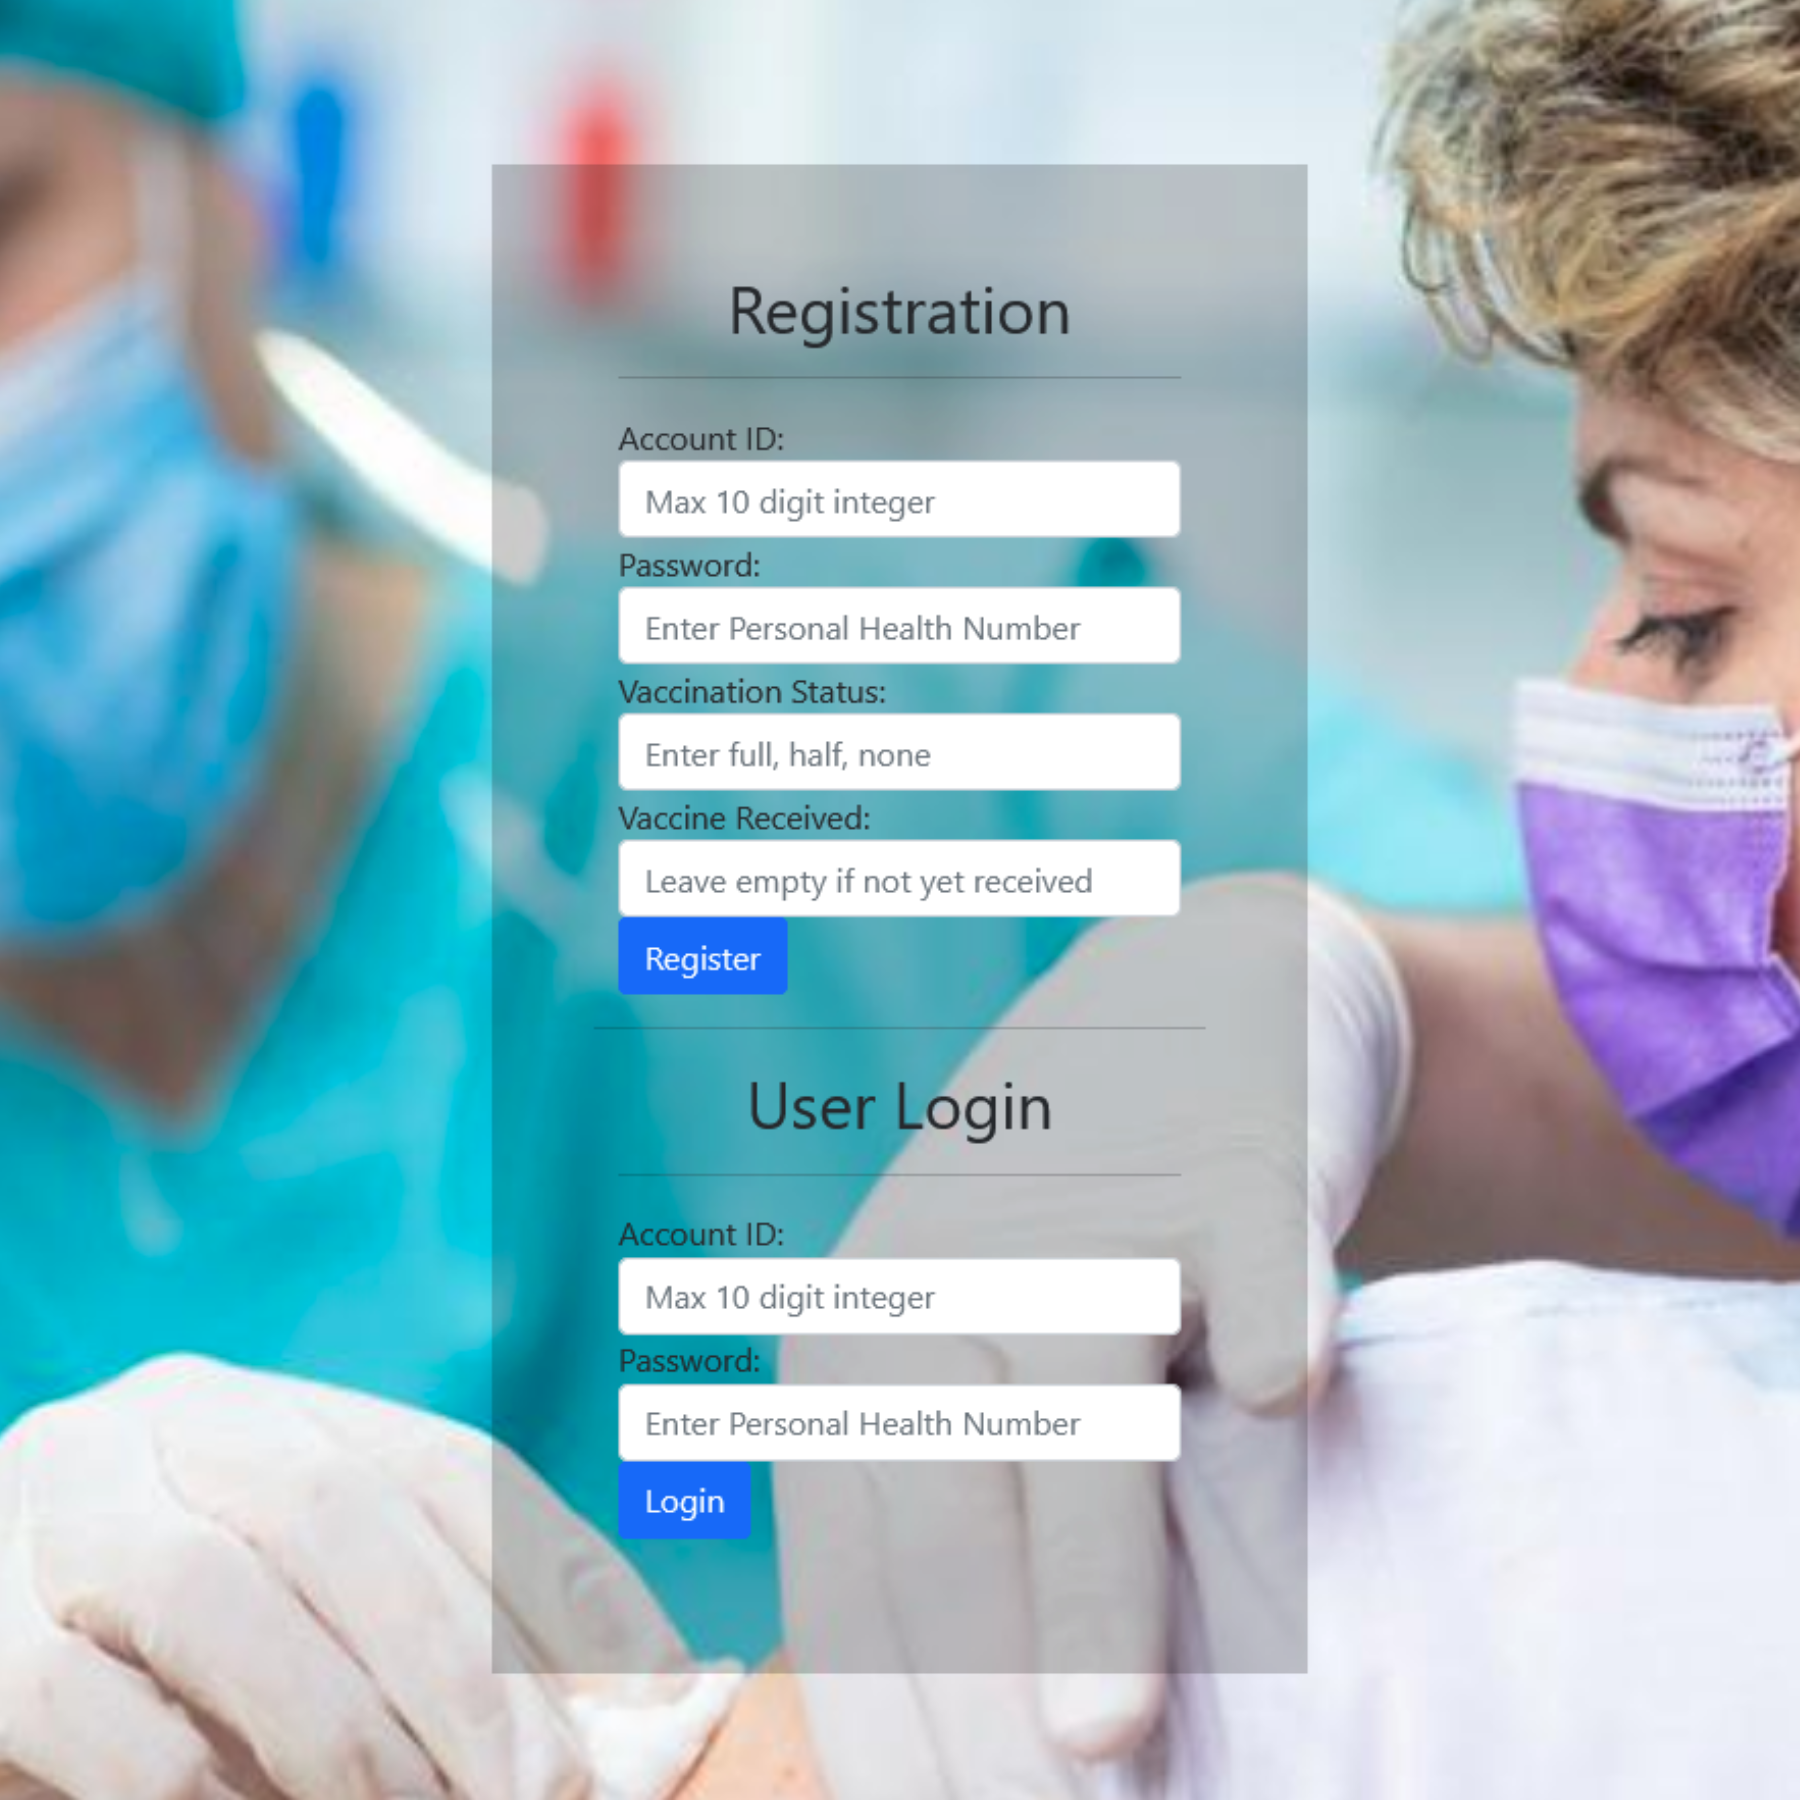 Registration
Account ID:
Max 10 digit integer
Password:
Enter Personal Health Number
Vaccination Status:
Enter full, half, none
Vaccine Received:
Leave empty if not yet received
Register
User Login
Account ID:
Max 10 digit integer
Password:
Enter Personal Health Number
Login